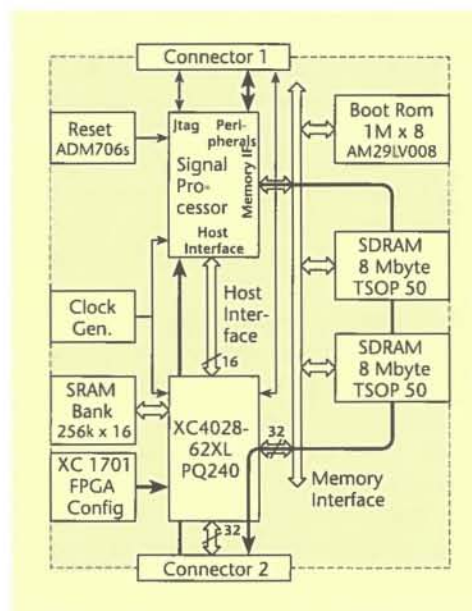 Connector 1
Reset
ADM706s
Jtag
Peri-
pherals
Signal
Pro-
cessor
Memory IF
Host
Interface
Boot Rom
1M x 8
AM29LV008
SDRAM
8 Mbyte
TSOP 50
Clock
Gen.
Host
Inter-
face
16
SDRAM
8 Mbyte
TSOP 50
SRAM
Bank
256k x 16
XC4028-
62XL
PQ240
32
XC 1701
FPGA
Config
Memory
Interface
32
Connector 2